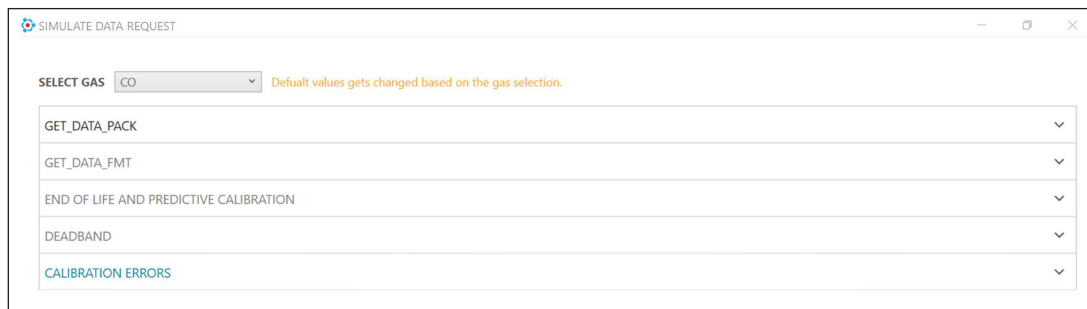 SIMULATE DATA REQUEST
SELECT GAS CO Defualt values gets changed based on the gas selection.
GET_DATA_PACK
GET_DATA_FMT
END OF LIFE AND PREDICTIVE CALIBRATION
DEADBAND
CALIBRATION ERRORS